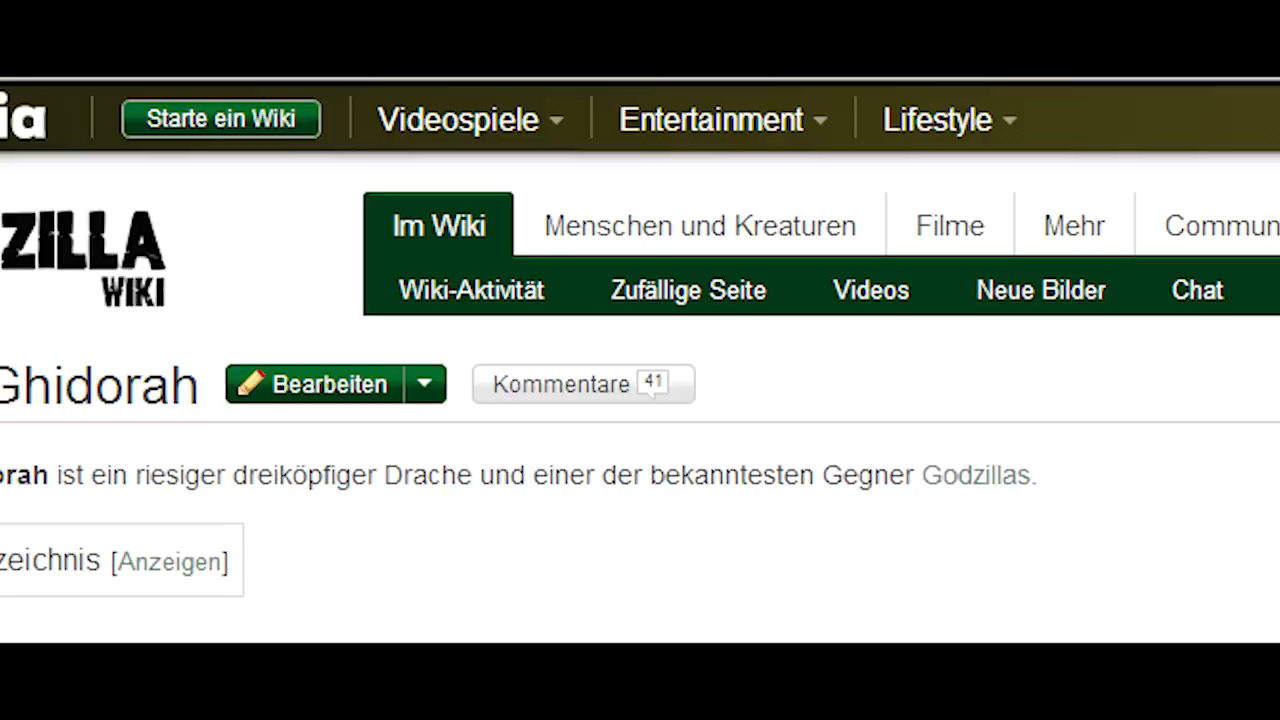 ia Starte ein Wiki Videospiele Entertainment Lifestyle
ZILLA
WIKI
Im Wiki Menschen und Kreaturen Filme Mehr Commun
Wiki-Aktivität Zufällige Seite Videos Neue Bilder Chat
Ghidorah Bearbeiten Kommentare 41
orah ist ein riesiger dreiköpfiger Drache und einer der bekanntesten Gegner Godzillas.
zeichnis [Anzeigen]